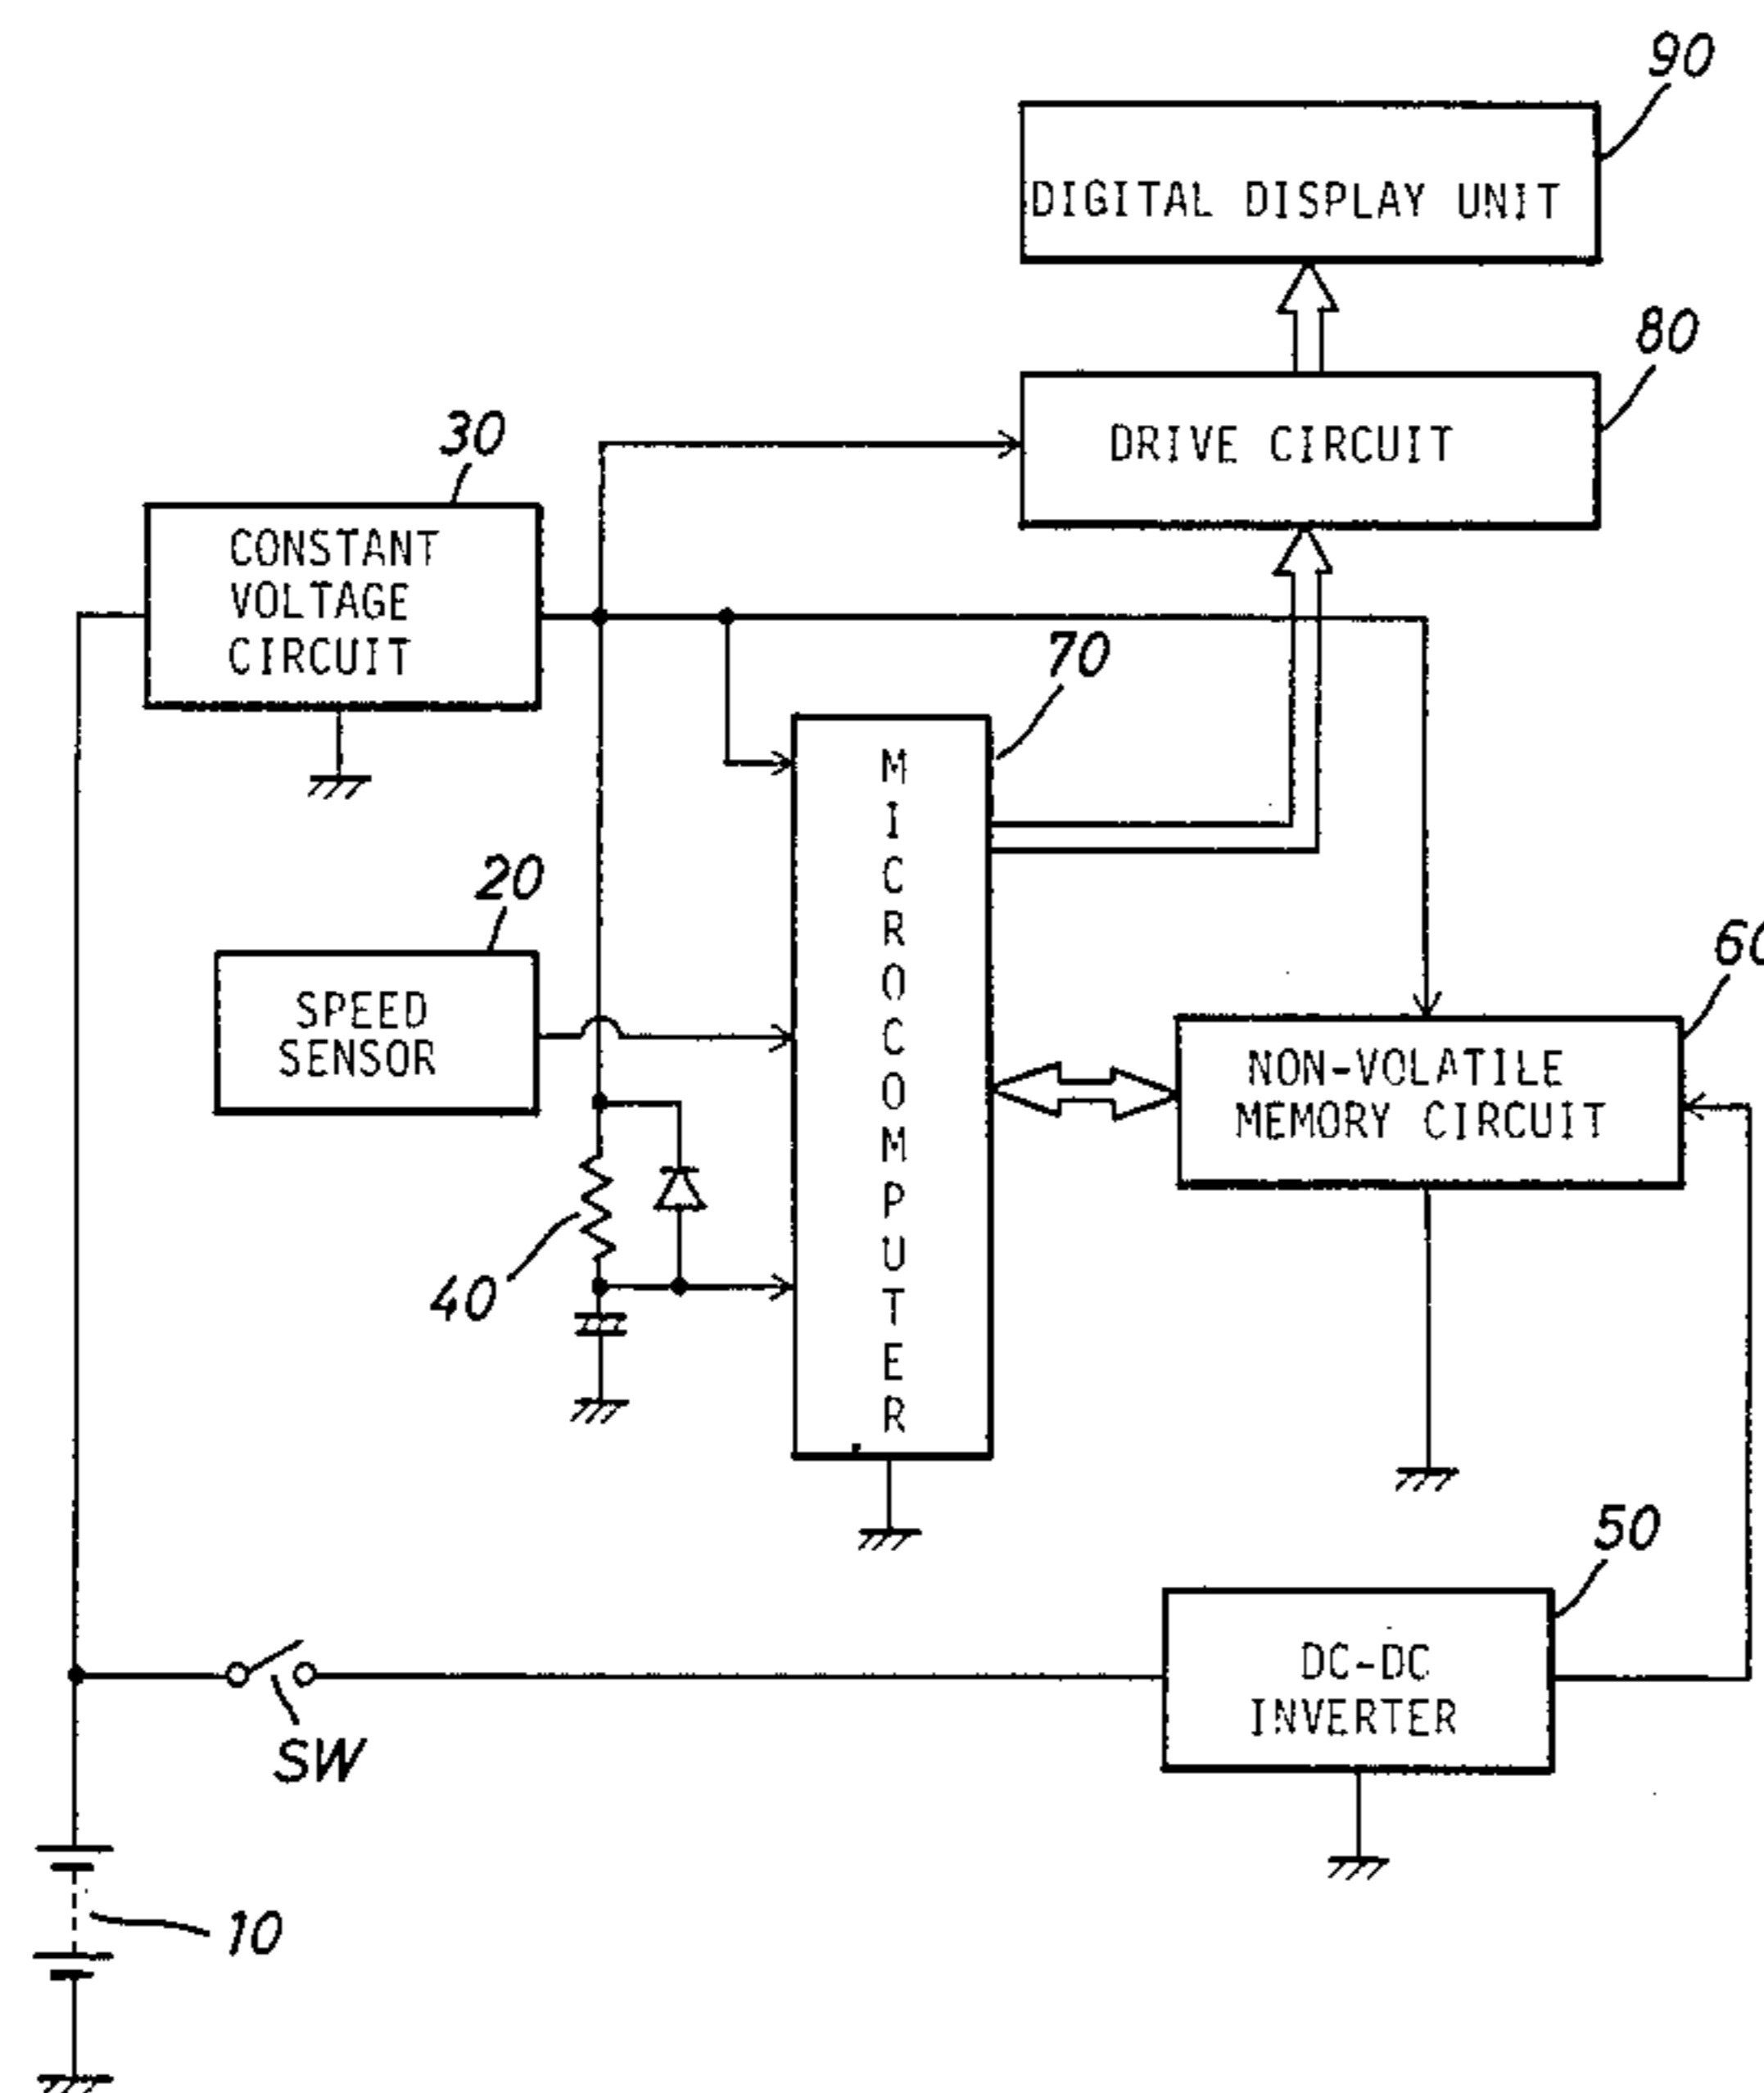 90
DIGITAL DISPLAY UNIT
80
DRIVE CIRCUIT
30
CONSTANT
VOLTAGE
CIRCUIT
70
MICROCOMPUTER
20
SPEED
SENSOR
60
NON-VOLATILE
MEMORY CIRCUIT
40
50
DC-DC
INVERTER
SW
10